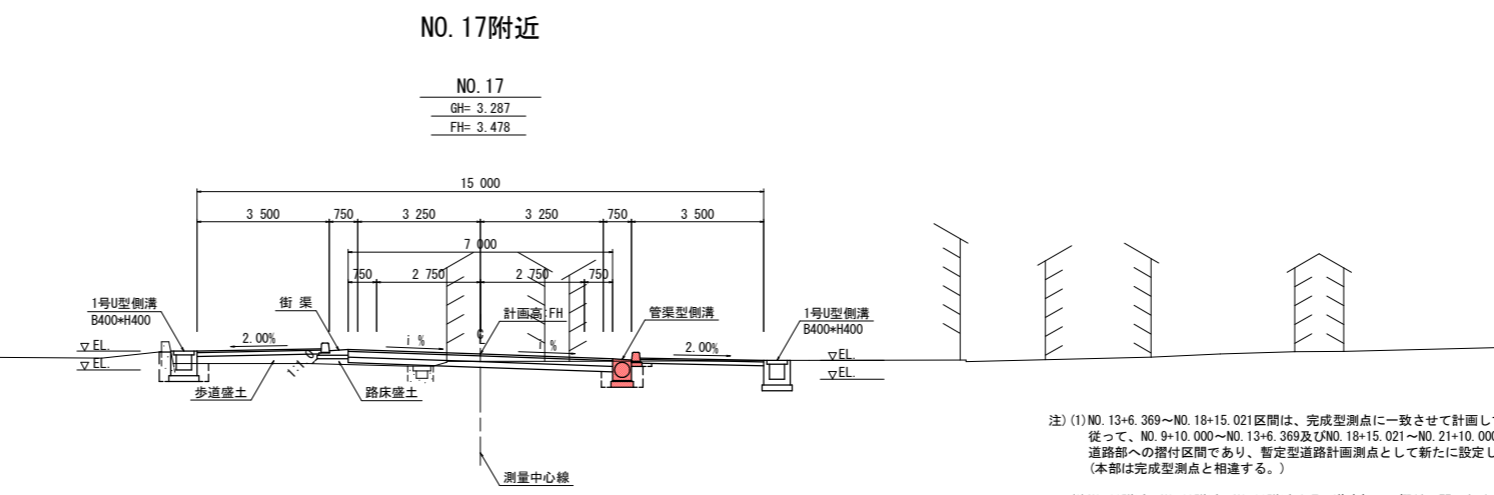 NO.17附近
NO.17
GH= 3.287
FH= 3.478
15 000
3 500 750 3 250 3 250 750 3 500
7 000
750 2 750 2 750 750
1号U型側溝
B400*H400
街 渠
計画高:FH
管渠型側溝
1号U型側溝
B400*H400
EL.
EL.
2.00%
i %
i %
2.00%
EL.
EL.
1:1.0
歩道盛土
路床盛土
測量中心線
注)(1)NO.13+6.369~NO.18+15.021区間は、完成型測点に一致させて計画し
従って、NO.9+10.000~NO.13+6.369及びNO.18+15.021~NO.21+10.000
道路部への摺付区間であり、暫定型道路計画測点として新たに設定し
(本部は完成型測点と相違する。)